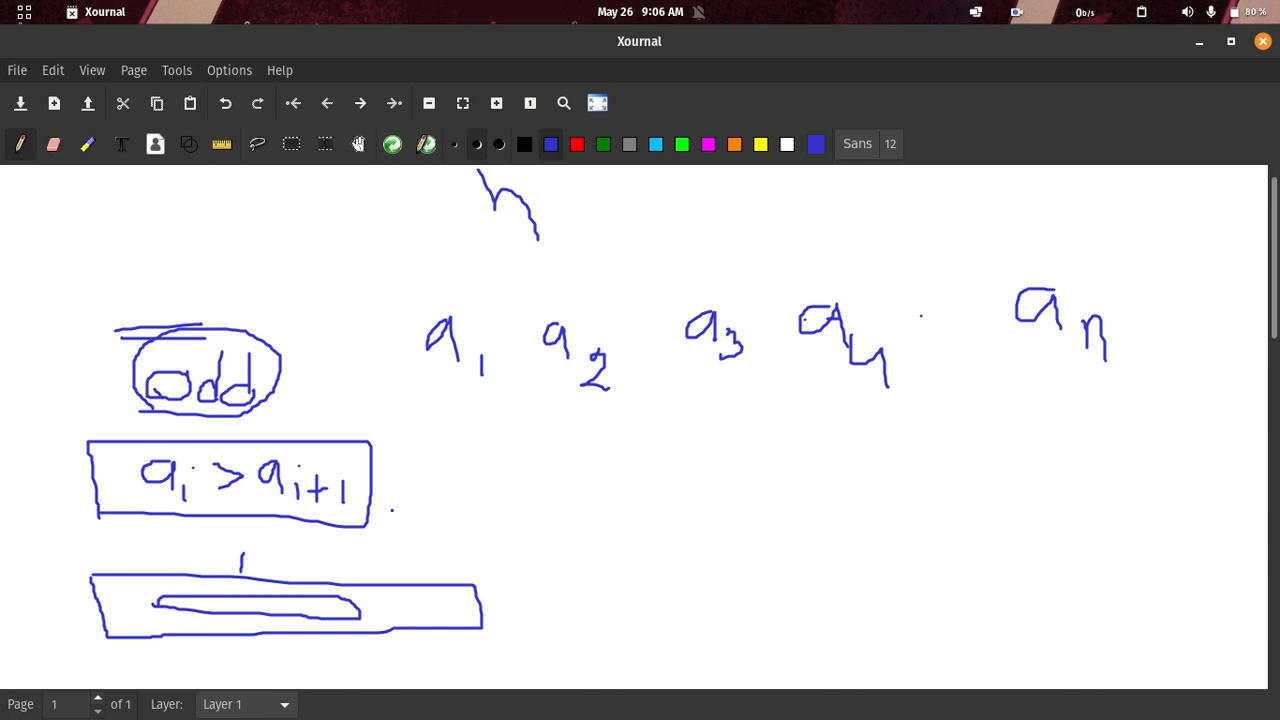 Xournal
May 26 9:06 AM
0b/s
80 %
Xournal
File Edit View Page Tools Options Help
Sans 12
n
a1 a2 a3 a4 . an
odd
ai > ai+1 .
1
Page 1 of 1 Layer: Layer 1